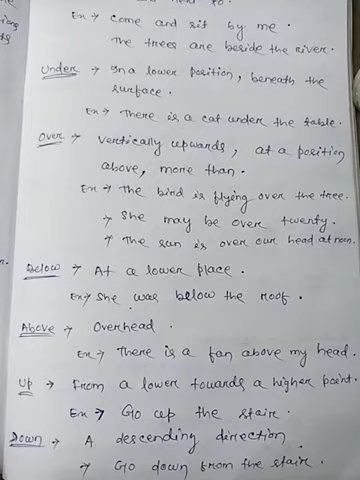 Ex → Come and sit by me.
The trees are beside the river.
Under → In a lower position, beneath the
surface.
Ex → There is a cat under the table.
Over → Vertically upwards, at a position
above, more than.
Ex → The bird is flying over the tree.
→ She may be over twenty.
→ The sun is over our head at noon.
Below → At a lower place.
Ex → She was below the roof.
Above → Overhead.
Ex → There is a fan above my head.
Up → From a lower towards a higher point.
Ex → Go up the stair.
Down → A descending direction
→ Go down from the stair.